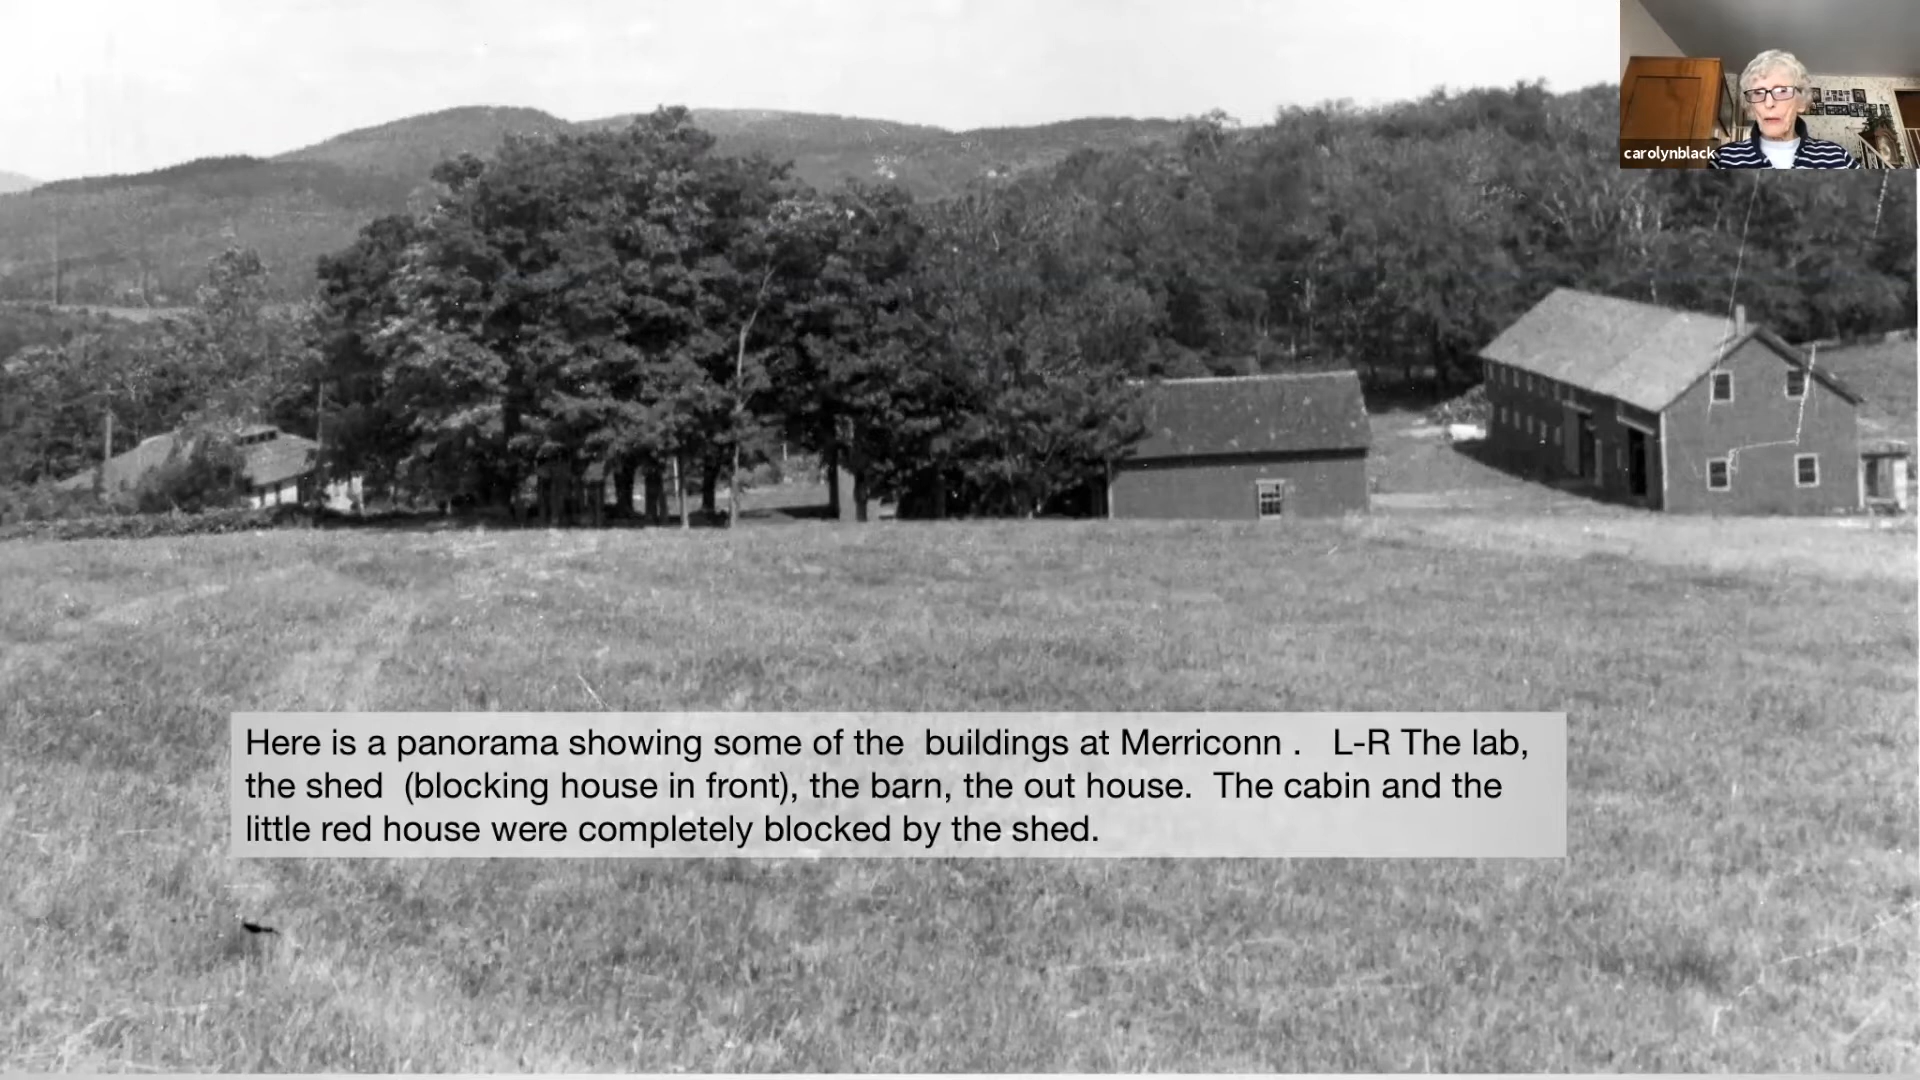 carolynblack
Here is a panorama showing some of the  buildings at Merriconn .   L-R The lab,
the shed  (blocking house in front), the barn, the out house.  The cabin and the
little red house were completely blocked by the shed.